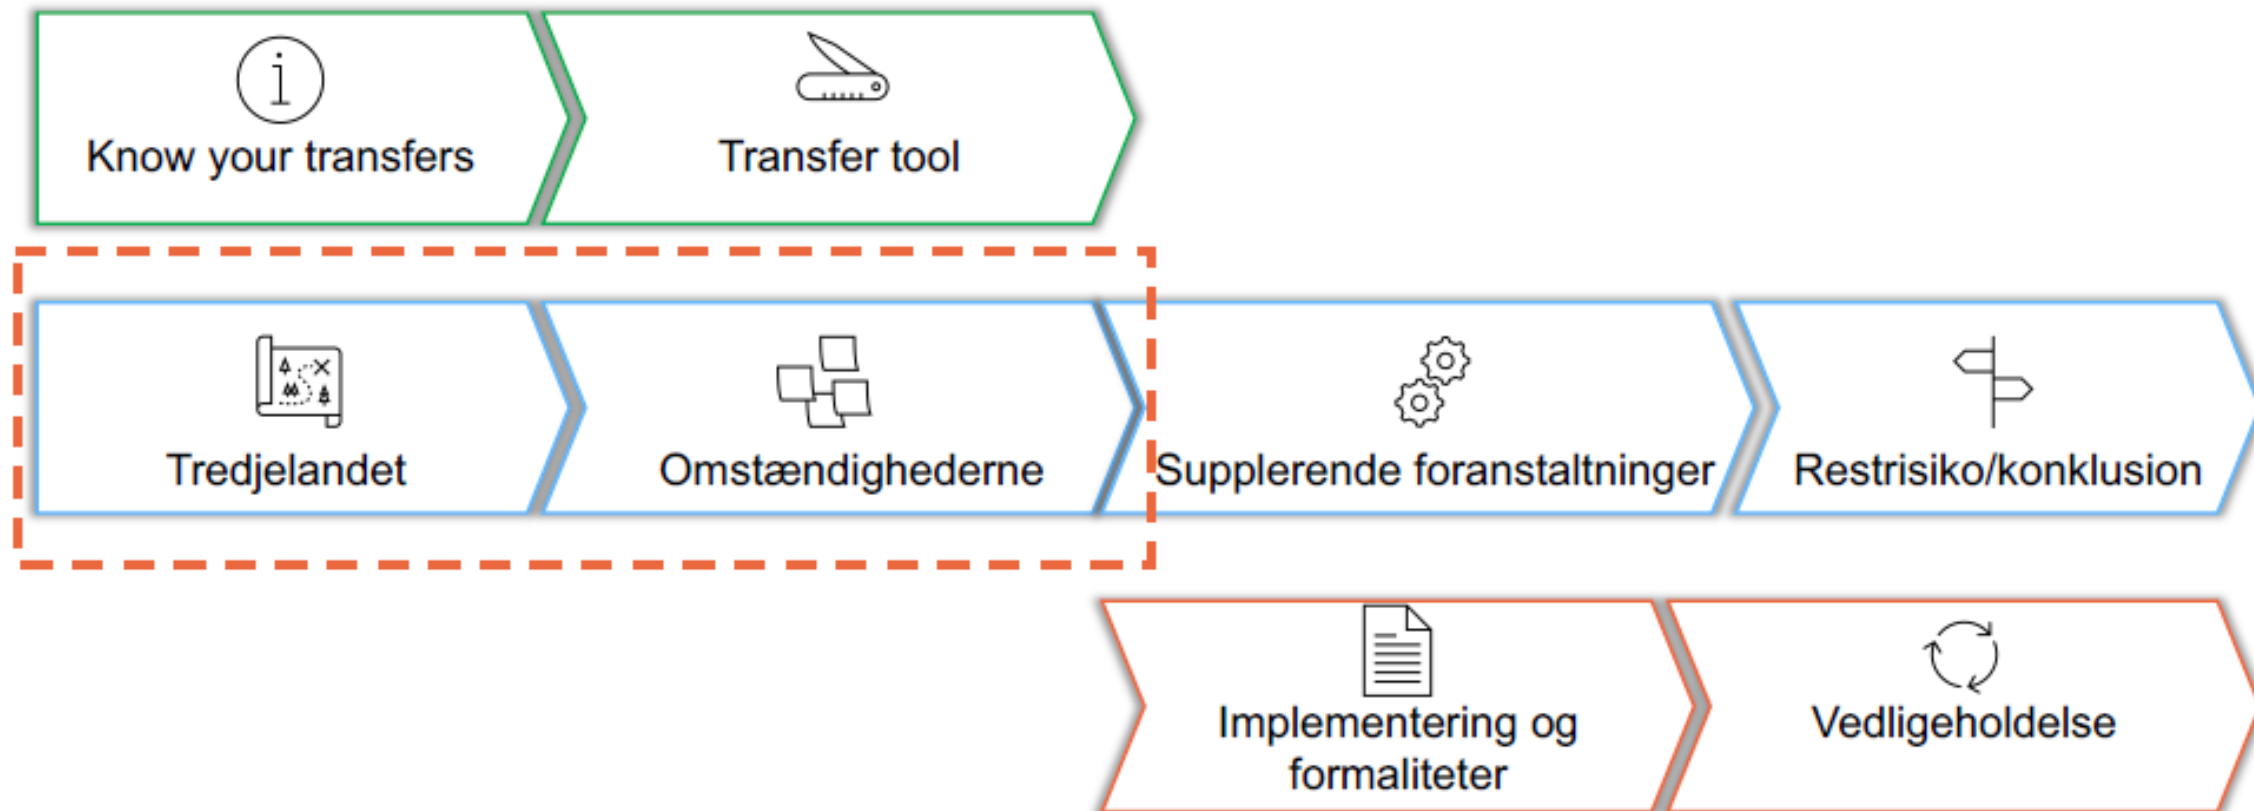 Know your transfers
Transfer tool
Tredjelandet
Omstændighederne
Supplerende foranstaltninger
Restrisiko/konklusion
Implementering og
formaliteter
Vedligeholdelse